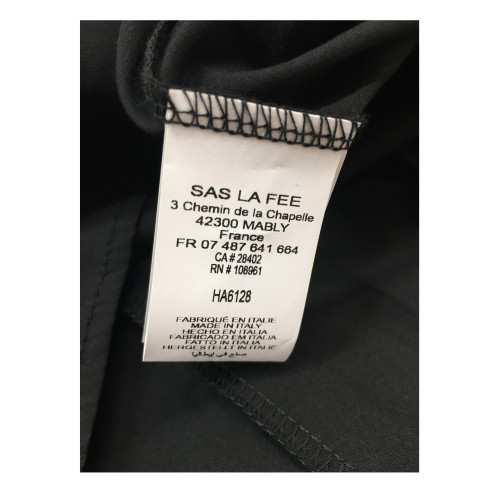 SAS LA FEE
3 Chemin de la Chapelle
42300 MABLY
France
FR 07 487 641 664
CA # 28402
RN # 108961
HA6128
FABRIQUÉ EN ITALIE
MADE IN ITALY
HECHO EN ITALIA
FABRICADO EM ITALIA
FATTO IN ITALIA
HERGESTELLT IN ITALIE
صنع في إيطاليا